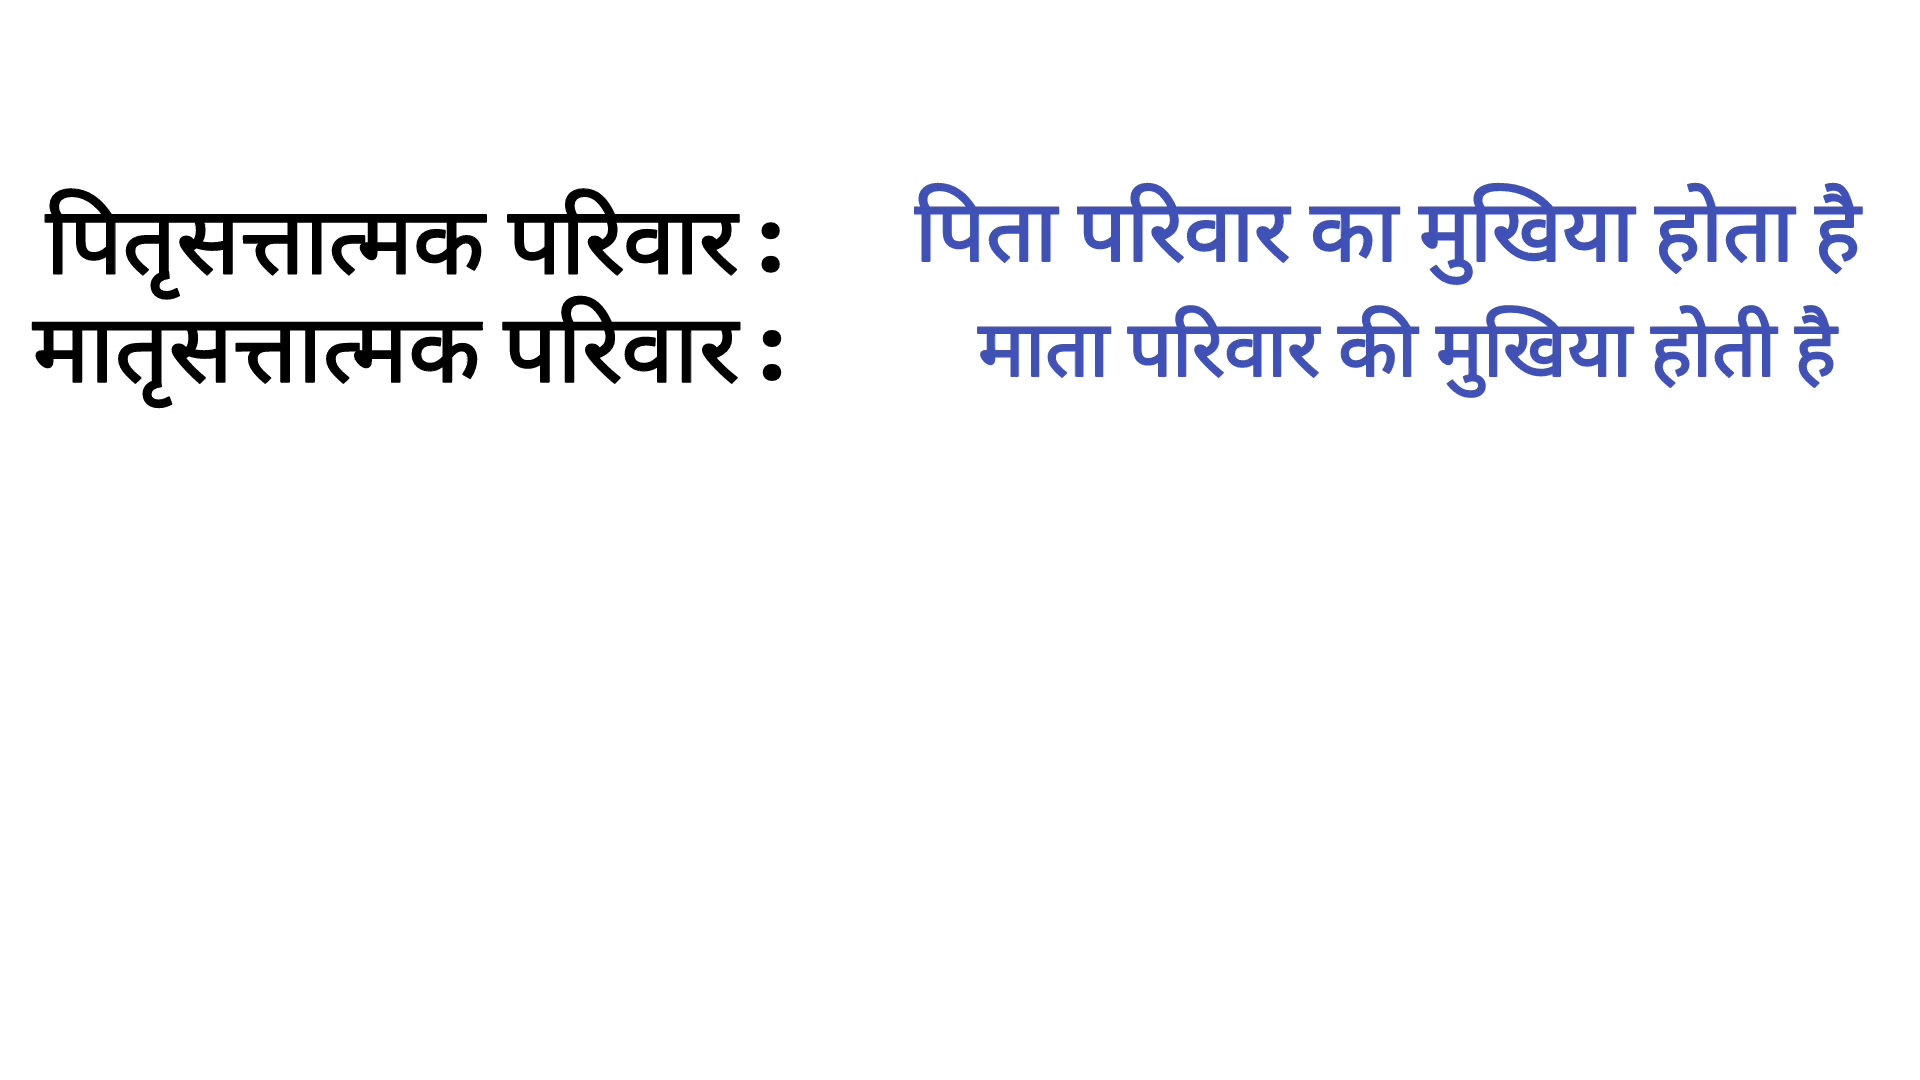 पितृसत्तात्मक परिवार : पिता परिवार का मुखिया होता है
मातृसत्तात्मक परिवार : माता परिवार की मुखिया होती है